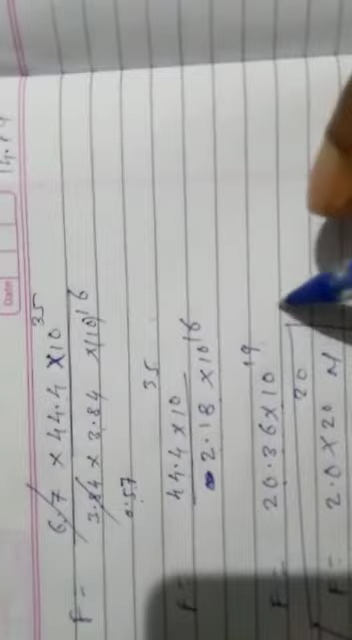 Date
F = 6.7 × 44.4 × 10^35
3.84 × 3.84 × (10)^16
0.57
F = 44.4 × 10^35
2.18 × 10^16
F = 20.36 × 10^19
F = 2.0 × 20^20 N